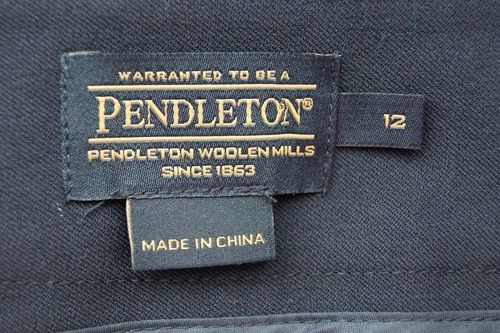 WARRANTED TO BE A
PENDLETON®
PENDLETON WOOLEN MILLS
SINCE 1863
12
MADE IN CHINA